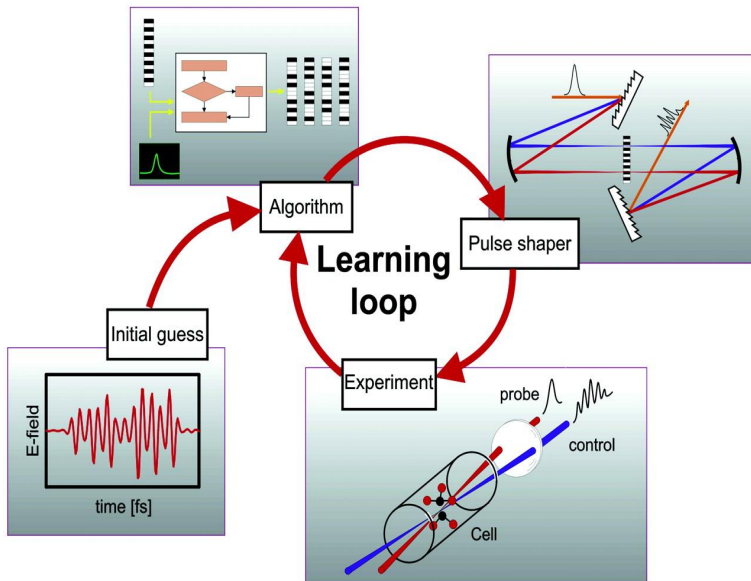 Algorithm
Pulse shaper
Learning
loop
Initial guess
Experiment
E-field
time [fs]
probe
control
Cell